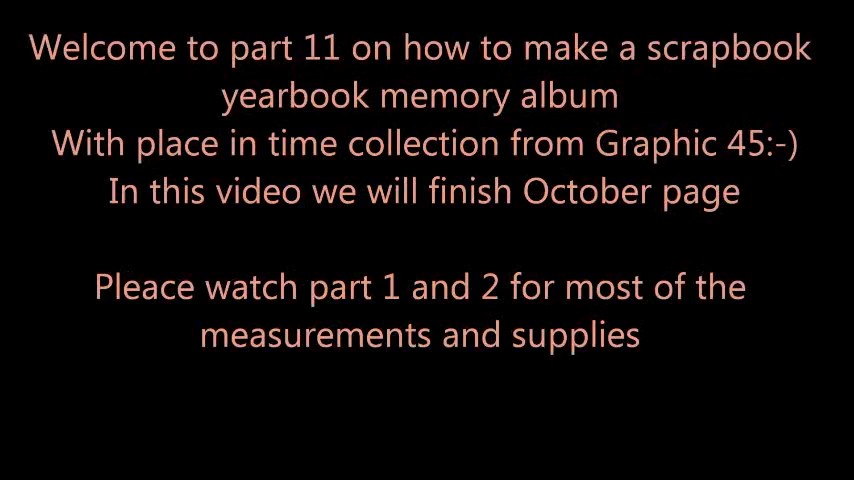 Welcome to part 11 on how to make a scrapbook
yearbook memory album
With place in time collection from Graphic 45:-)
In this video we will finish October page
Pleace watch part 1 and 2 for most of the
measurements and supplies